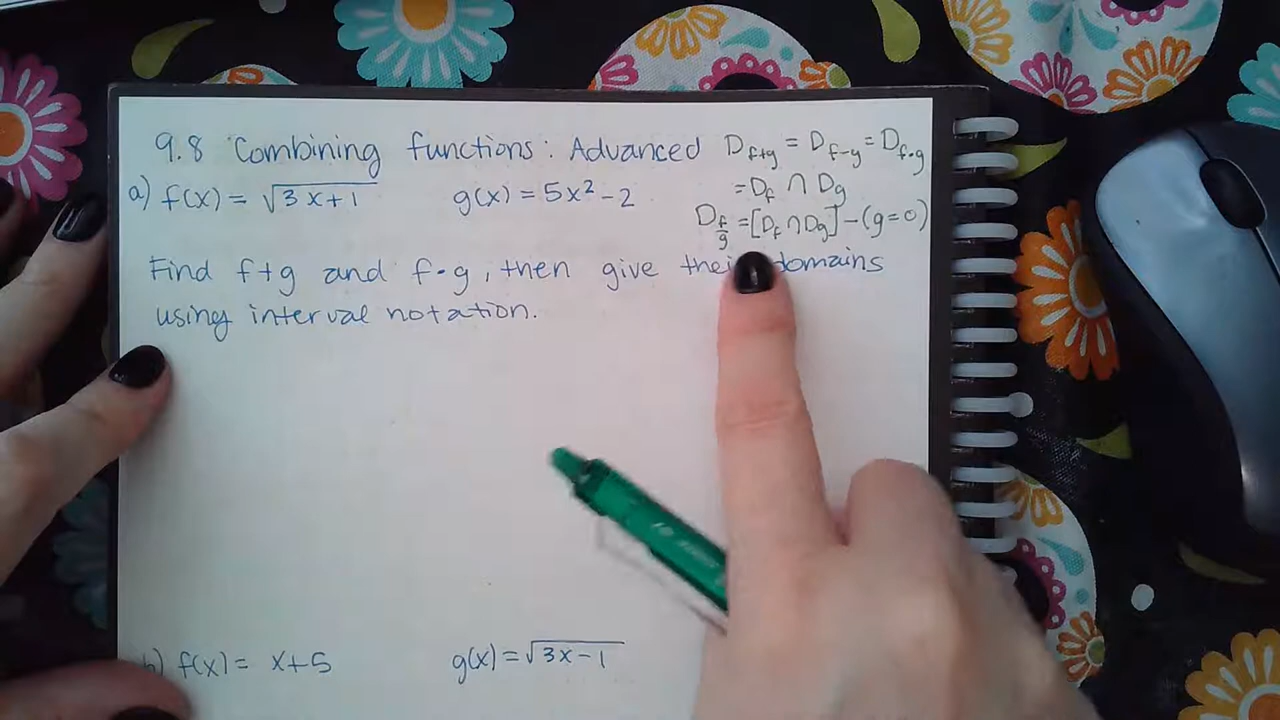 9.8 Combining functions: Advanced
D_{f+g} = D_{f-g} = D_{f•g}
= D_f ∩ D_g
a) f(x) = √(3x+1) g(x) = 5x² - 2
D_{f/g} = [D_f ∩ D_g] - (g=0)
Find f+g and f•g, then give their domains
using interval notation.
b) f(x) = x+5 g(x) = √(3x-1)